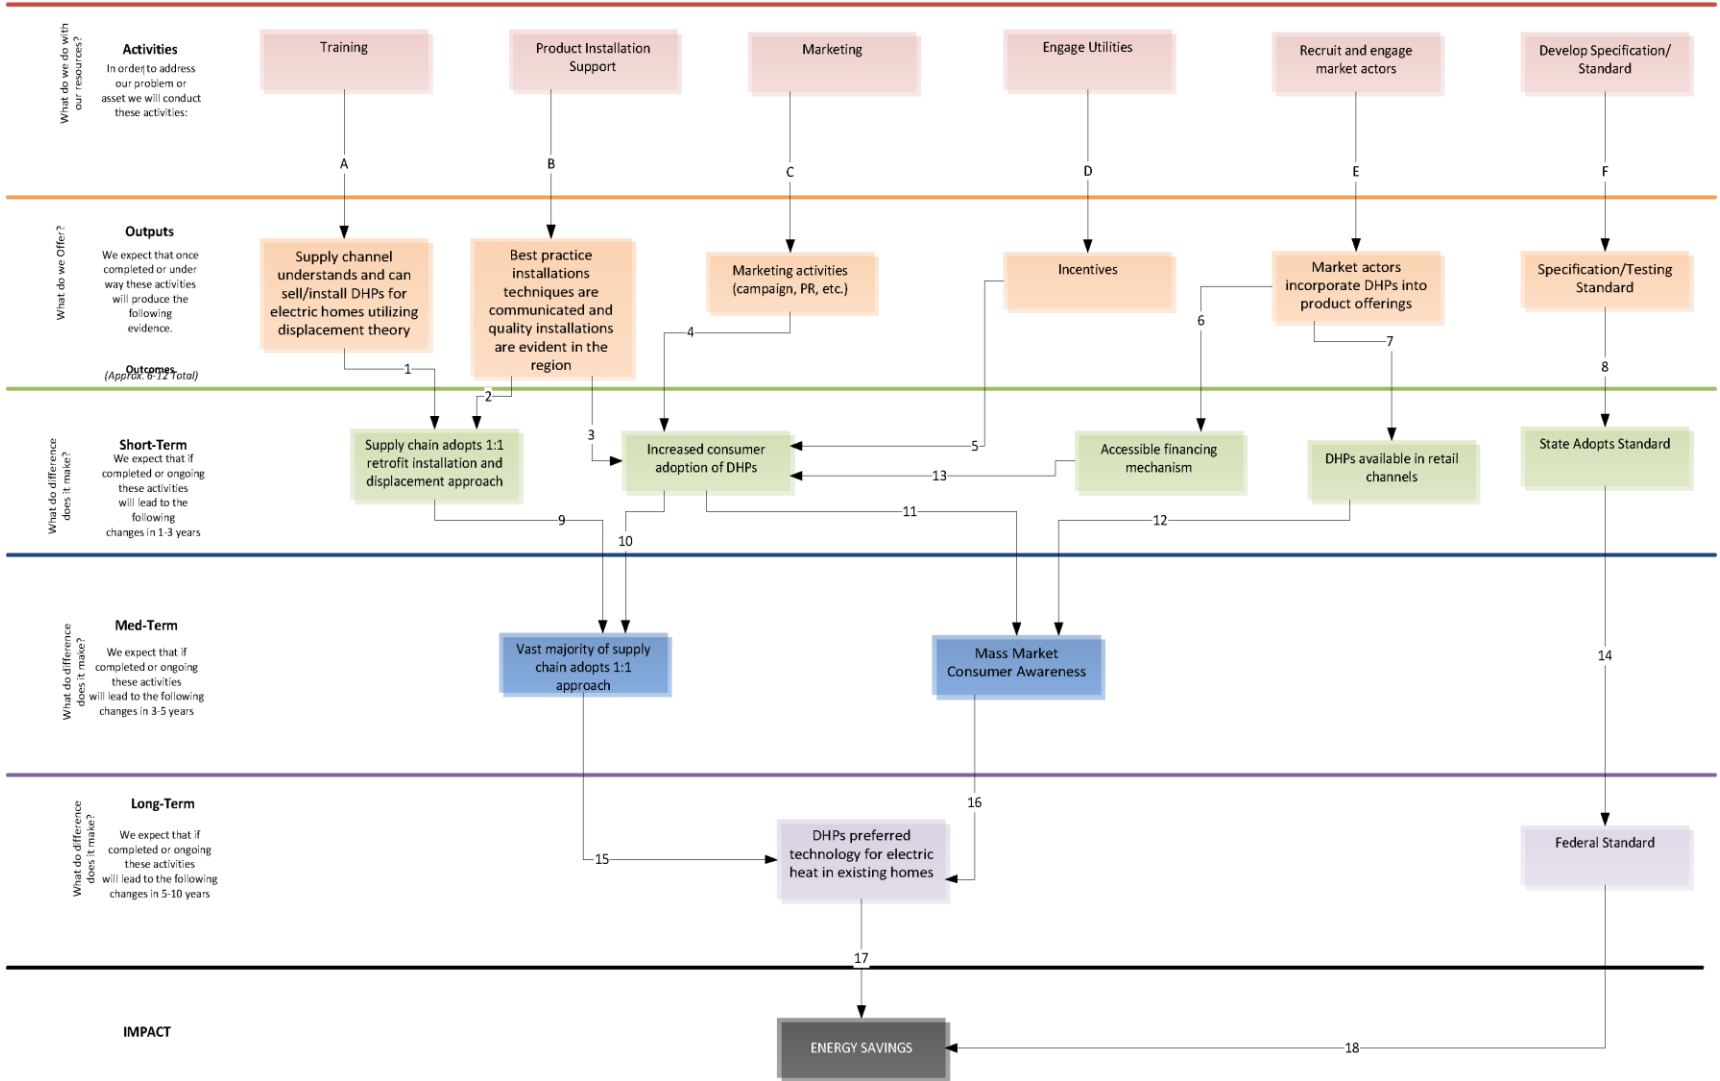 What do we do with
our resources?
Activities
In order to address
our problem or
asset we will conduct
these activities:
Training
Product Installation
Support
Marketing
Engage Utilities
Recruit and engage
market actors
Develop Specification/
Standard
A
B
C
D
E
F
What do we Offer?
Outputs
We expect that once
completed or under
way these activities
will produce the
following
evidence.
Supply channel
understands and can
sell/install DHPs for
electric homes utilizing
displacement theory
Best practice
installations
techniques are
communicated and
quality installations
are evident in the
region
Marketing activities
(campaign, PR, etc.)
Incentives
Market actors
incorporate DHPs into
product offerings
Specification/Testing
Standard
Outcomes
(Approx. 6-12 Total)
1
2
3
4
5
6
7
8
What do difference
does it make?
Short-Term
We expect that if
completed or ongoing
these activities
will lead to the
following
changes in 1-3 years
Supply chain adopts 1:1
retrofit installation and
displacement approach
Increased consumer
adoption of DHPs
Accessible financing
mechanism
DHPs available in retail
channels
State Adopts Standard
13
9
10
11
12
What do difference
does it make?
Med-Term
We expect that if
completed or ongoing
these activities
will lead to the following
changes in 3-5 years
Vast majority of supply
chain adopts 1:1
approach
Mass Market
Consumer Awareness
14
What do difference
does it make?
Long-Term
We expect that if
completed or ongoing
these activities
will lead to the following
changes in 5-10 years
15
16
DHPs preferred
technology for electric
heat in existing homes
Federal Standard
17
IMPACT
ENERGY SAVINGS
18